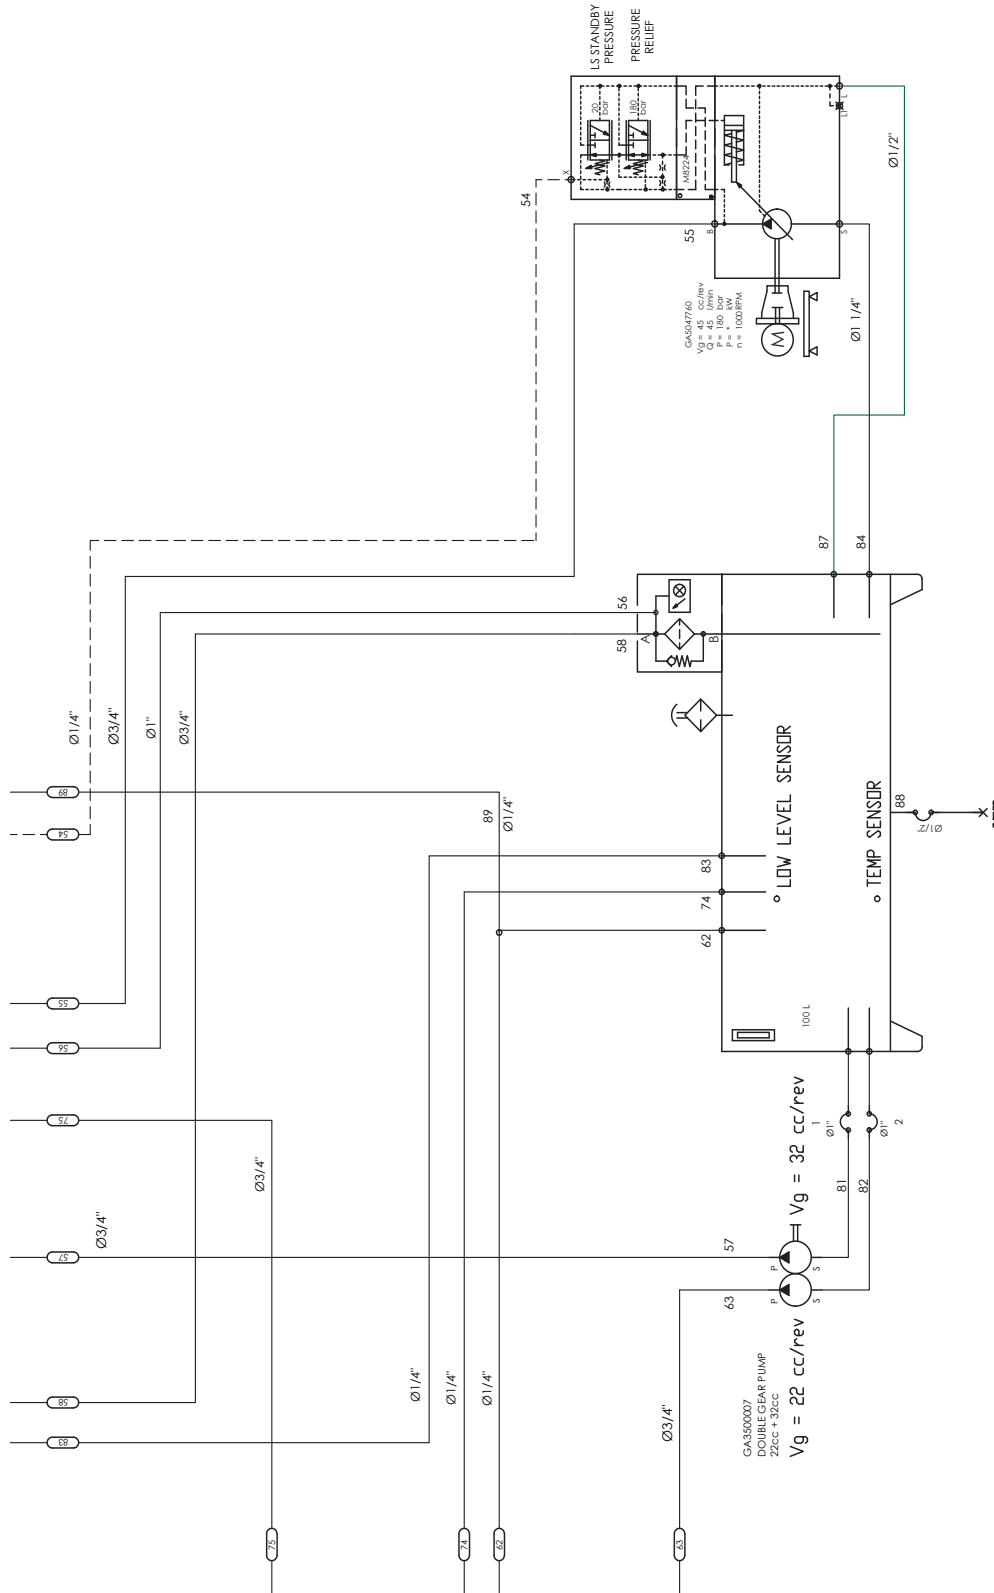 LS STANDBY
PRESSURE
PRESSURE
RELIEF
20
bar
180
bar
X
M8224
L
L1
54
55
B
S
Ø1/2"
GA5047760
Vg = 45 cc/rev
Q = 45 l/min
P = 180 bar
P = * kW
n = 1000RPM
M
Ø1 1/4"
87
84
56
58
A
B
Ø1/4"
Ø3/4"
Ø1"
Ø3/4"
89
54
89
Ø1/4"
LOW LEVEL SENSOR
TEMP SENSOR
83
74
62
88
Ø1/2"
100 L
55
56
75
Ø3/4"
57
Ø3/4"
Vg = 32 cc/rev
1
Ø1"
Ø1"
2
81
82
57
63
P
S
P
S
GA3500007
DOUBLE GEAR PUMP
22cc + 32cc
Vg = 22 cc/rev
58
83
Ø1/4"
Ø1/4"
Ø1/4"
Ø3/4"
75
74
62
63